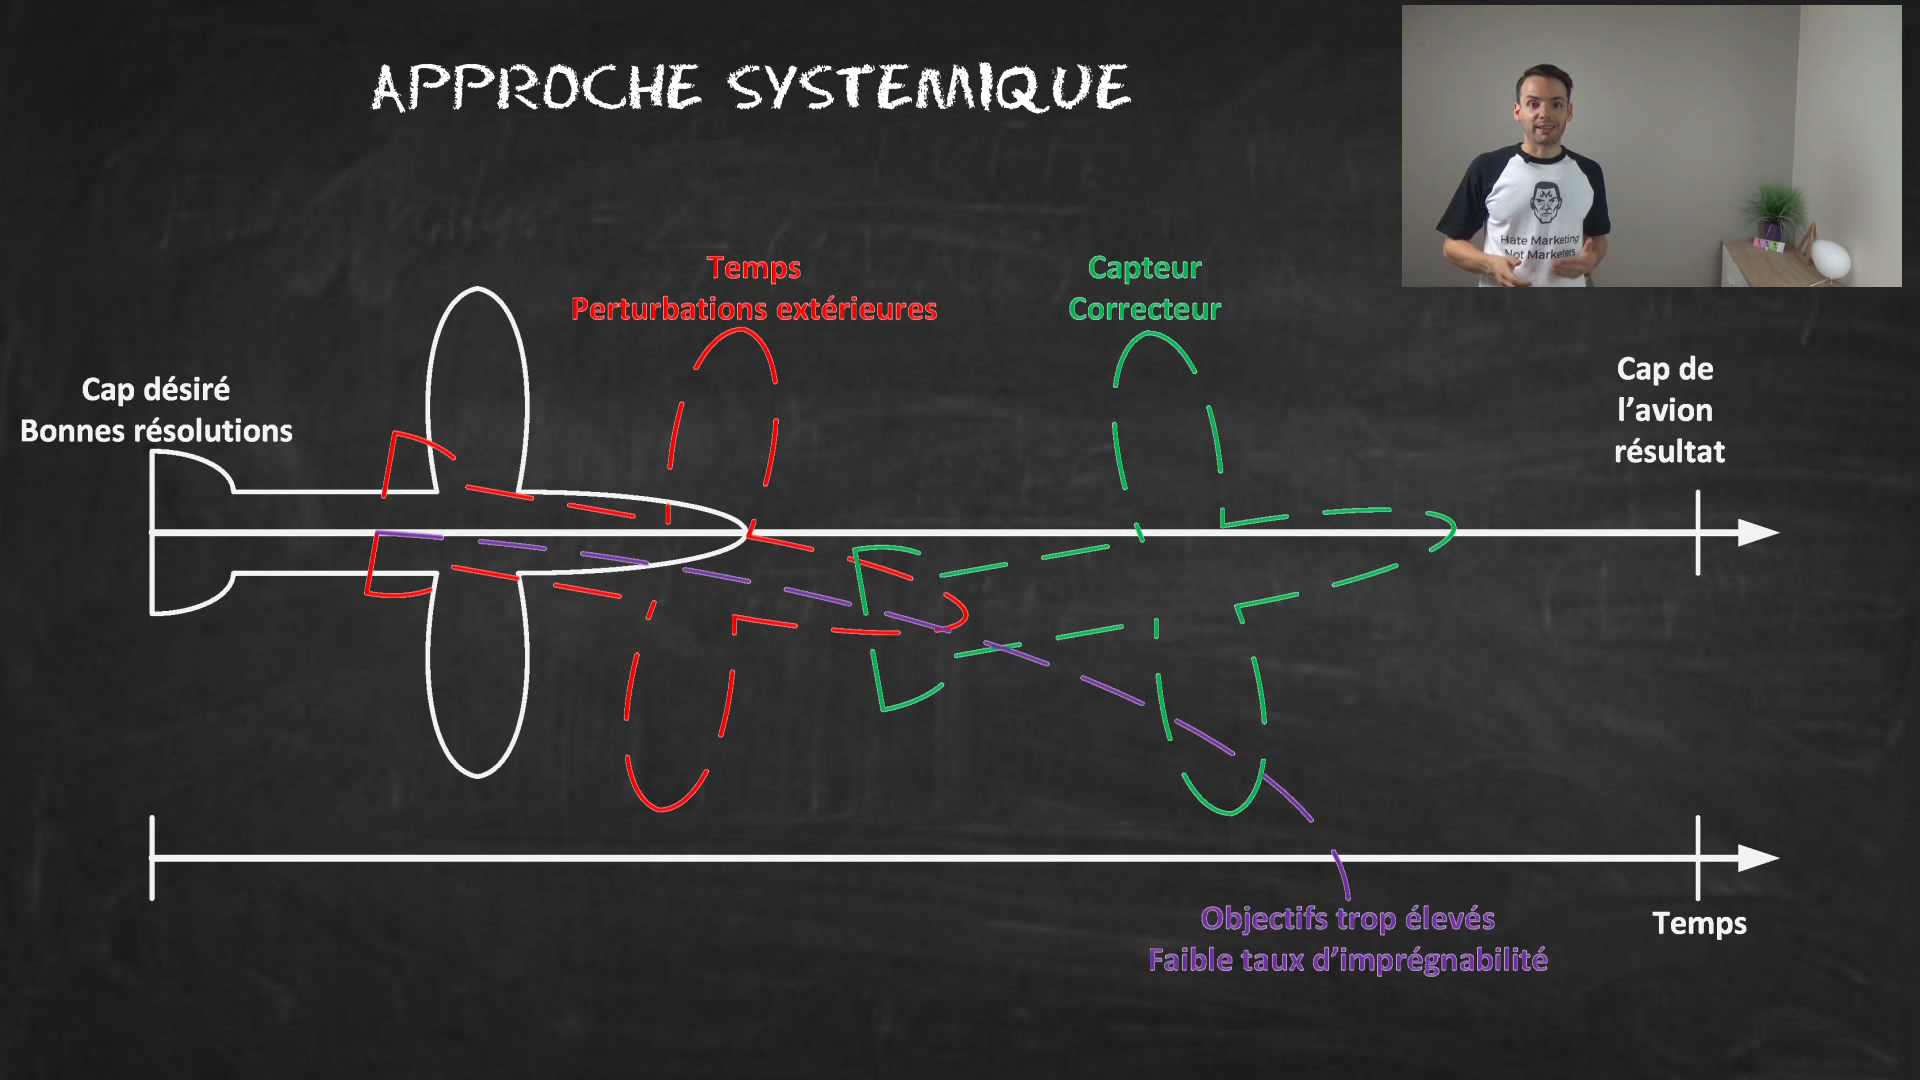 APPROCHE SYSTEMIQUE
Hate Marketing
Not Marketers
Temps
Perturbations extérieures
Capteur
Correcteur
Cap désiré
Bonnes résolutions
Cap de
l'avion
résultat
Objectifs trop élevés
Faible taux d'imprégnabilité
Temps